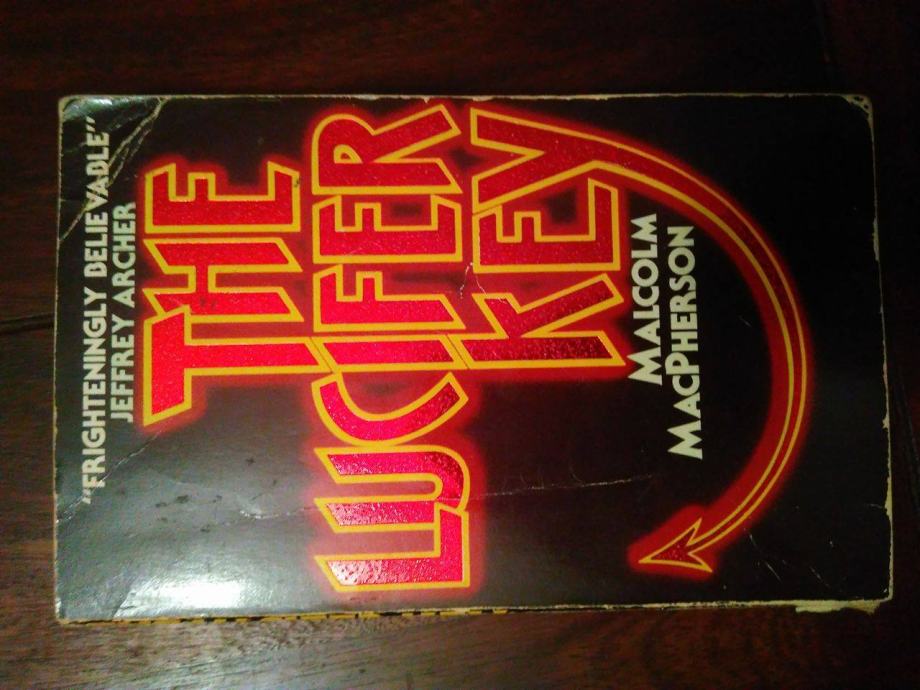 "FRIGHTENINGLY BELIEVABLE"
JEFFREY ARCHER
THE
LUCIFER
KEY
MALCOLM
MACPHERSON